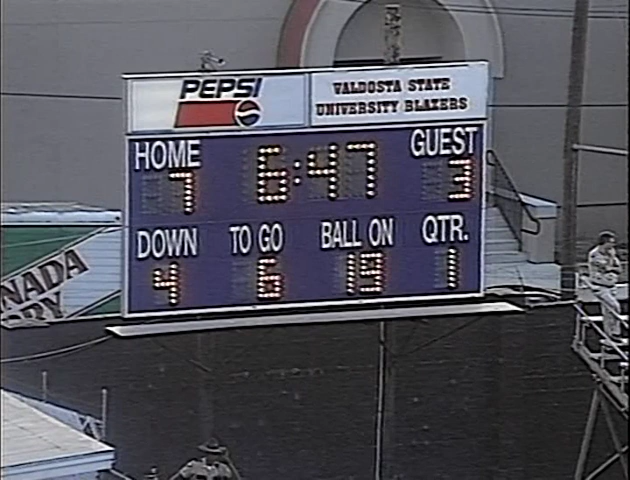 PEPSI
VALDOSTA STATE
UNIVERSITY BLAZERS
HOME 6:47 GUEST
7 3
DOWN TO GO BALL ON QTR.
4 6 19 1
NADA
RY